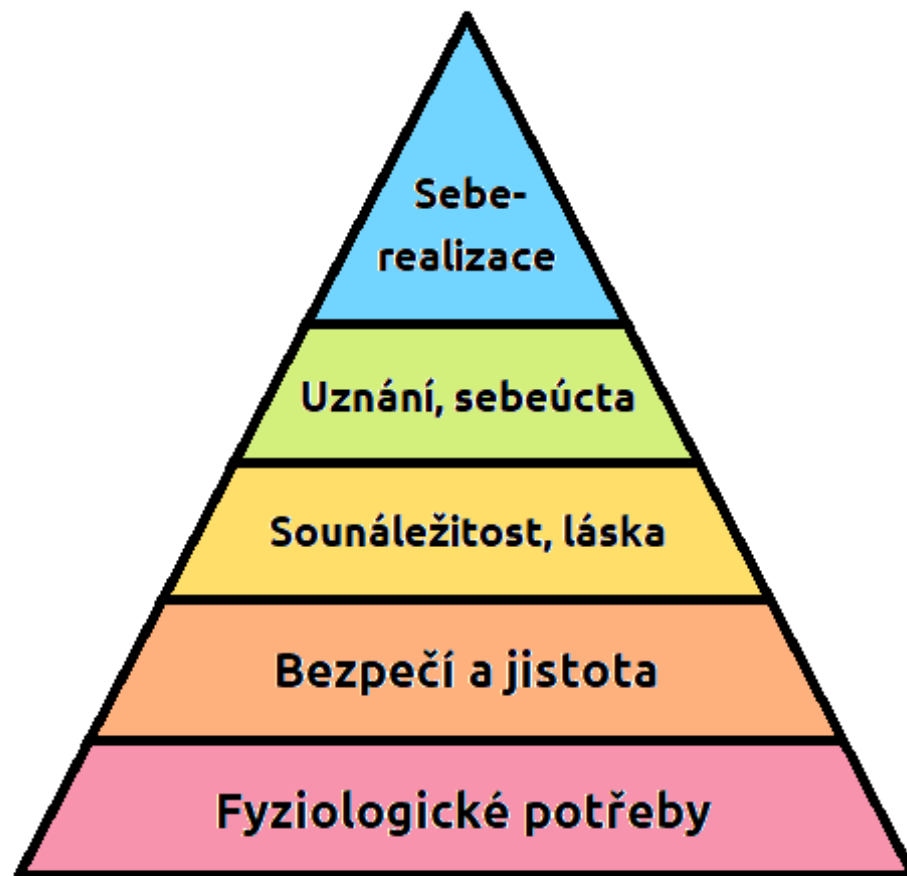 Sebe-
realizace
Uznání, sebeúcta
Sounáležitost, láska
Bezpečí a jistota
Fyziologické potřeby